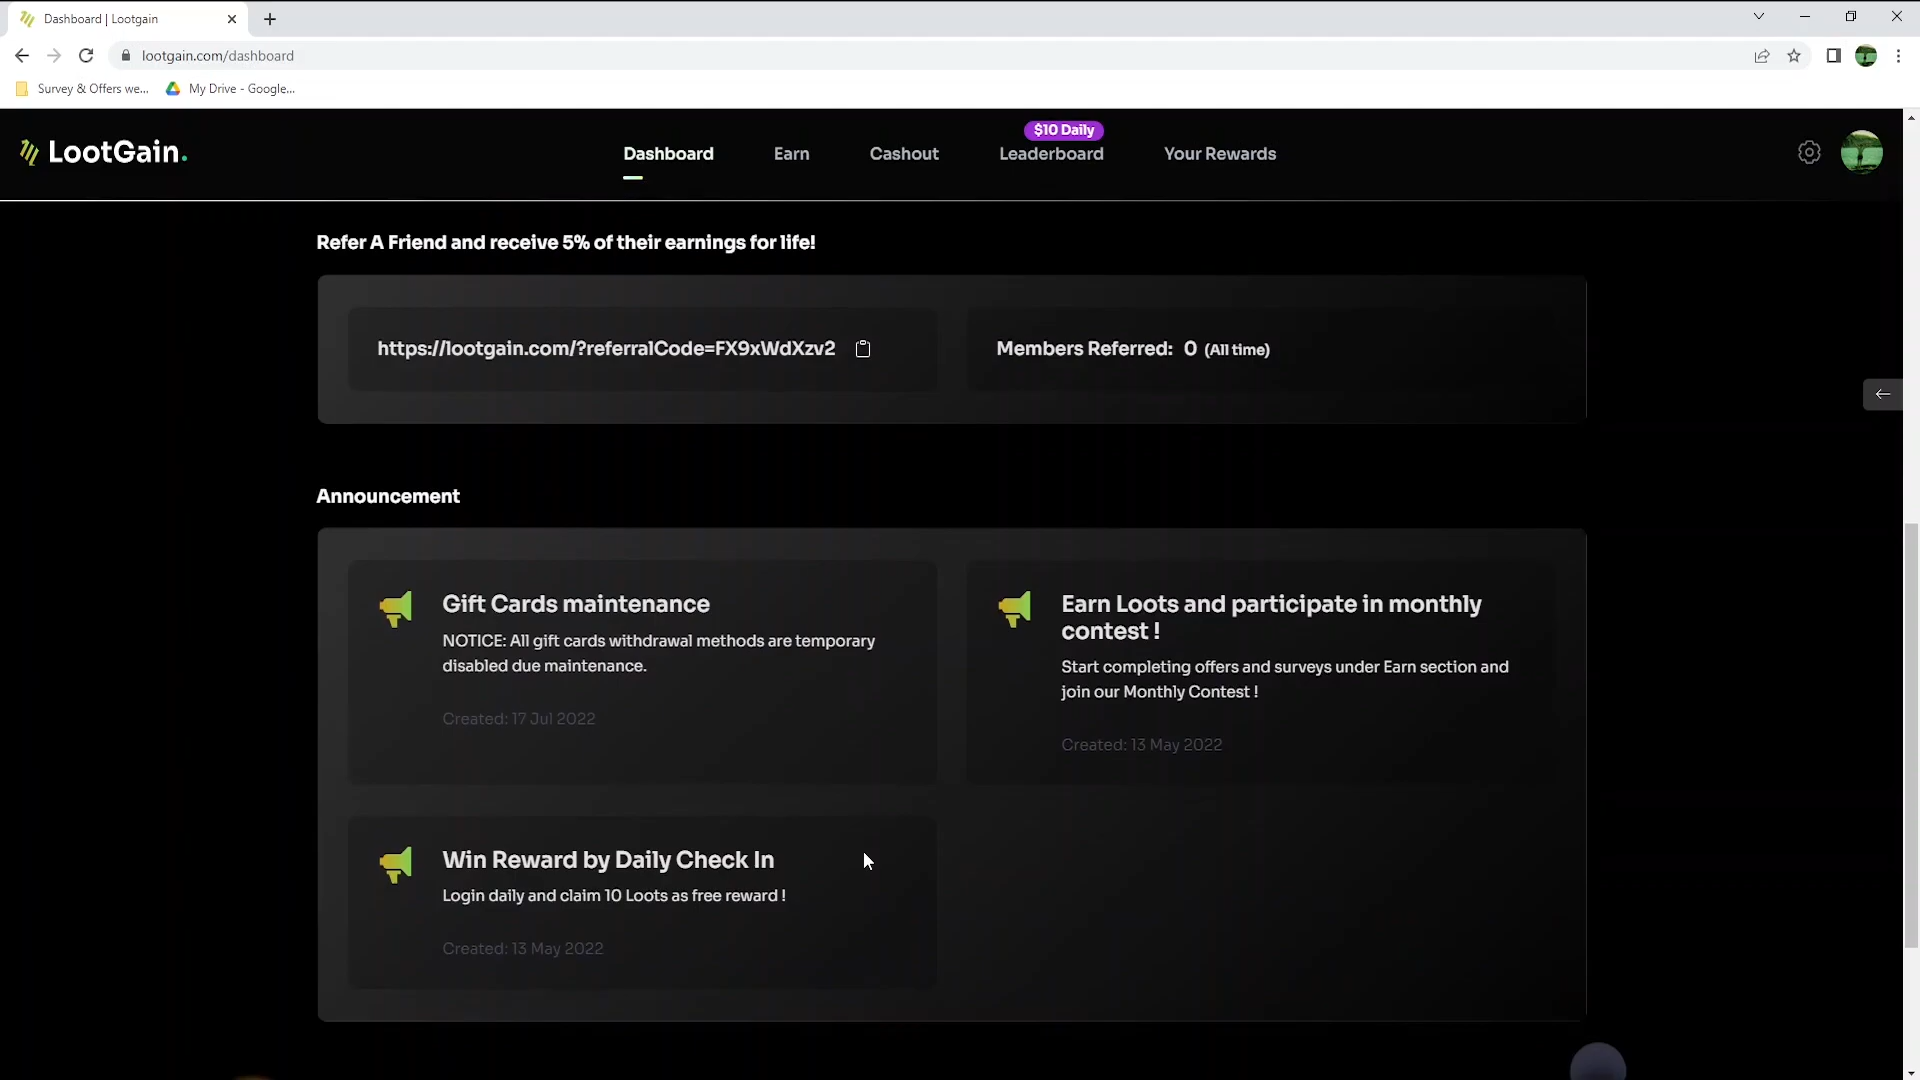 Dashboard | Lootgain
lootgain.com/dashboard
Survey & Offers we...
My Drive - Google...
LootGain.
Dashboard
Earn
Cashout
$10 Daily
Leaderboard
Your Rewards
Refer A Friend and receive 5% of their earnings for life!
https://lootgain.com/?referralCode=FX9xWdXzv2
Members Referred: 0 (All time)
Announcement
Gift Cards maintenance
NOTICE: All gift cards withdrawal methods are temporary
disabled due maintenance.
Created: 17 Jul 2022
Earn Loots and participate in monthly
contest !
Start completing offers and surveys under Earn section and
join our Monthly Contest !
Created: 13 May 2022
Win Reward by Daily Check In
Login daily and claim 10 Loots as free reward !
Created: 13 May 2022